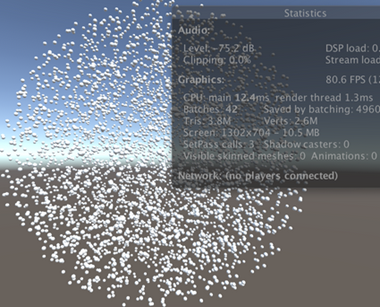 Statistics
Audio:
Level: -75.2 dB DSP load: 0.
Clipping: 0.0% Stream load
Graphics: 80.6 FPS (1
CPU: main 12.4ms render thread 1.3ms
Batches: 42 Saved by batching: 4960
Tris: 3.8M Verts: 2.6M
Screen: 1302x704 - 10.5 MB
SetPass calls: 3 Shadow casters: 0
Visible skinned meshes: 0 Animations: 0
Network: (no players connected)